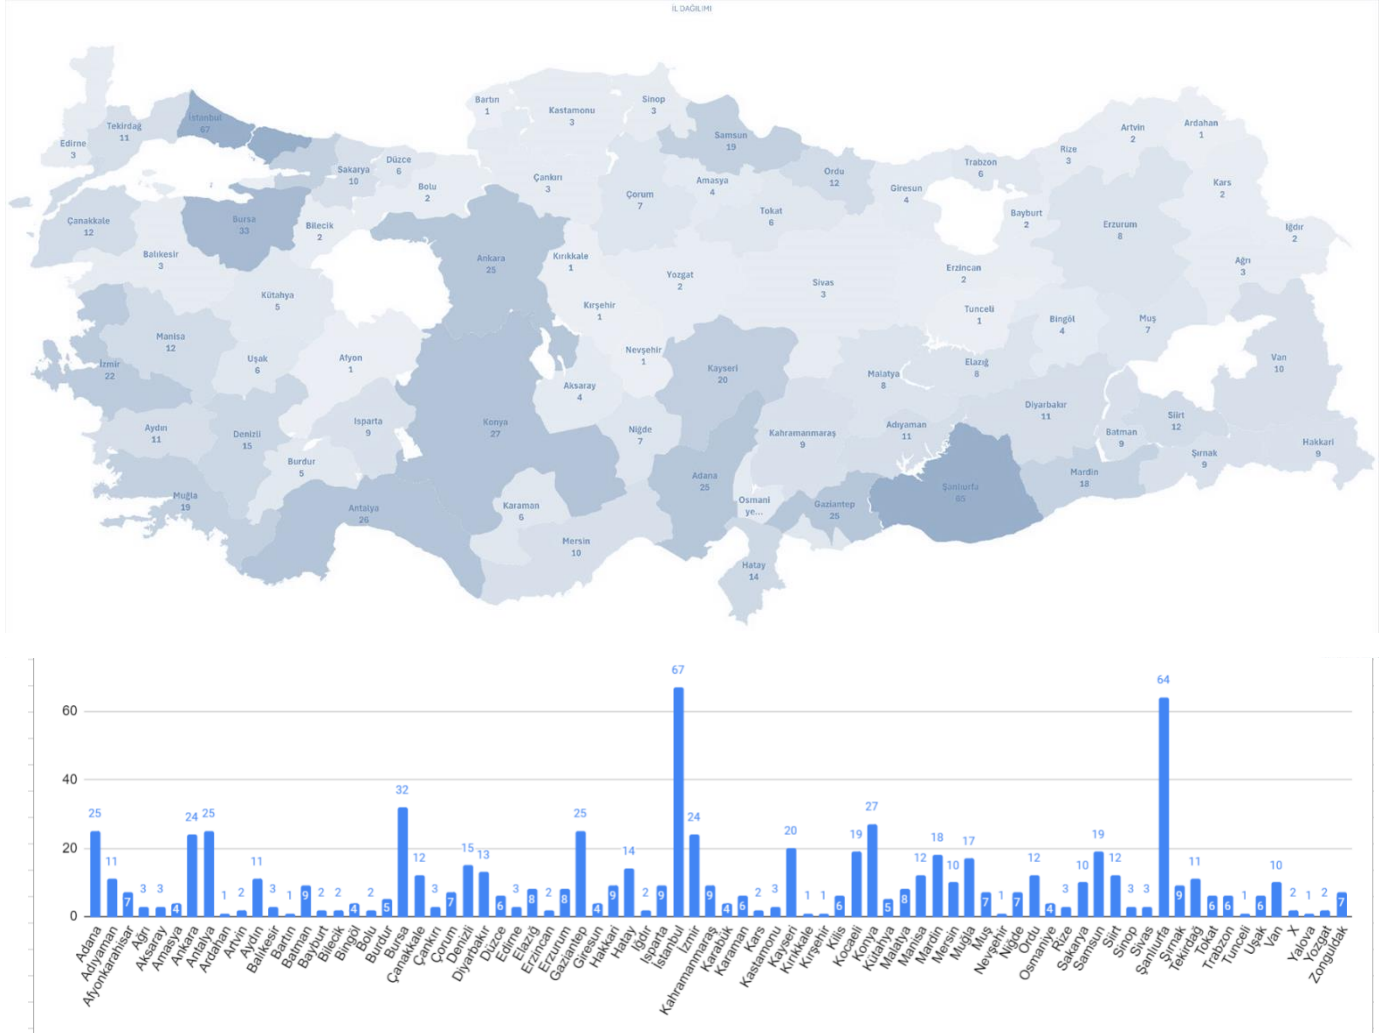 İL DAĞILIMI
Bartın
1
Kastamonu
3
Sinop
3
Samsun
19
Artvin
2
Ardahan
1
İstanbul
67
Tekirdağ
11
Edirne
3
Sakarya
10
Düzce
6
Bolu
2
Çankırı
3
Çorum
7
Amasya
4
Ordu
12
Tokat
6
Giresun
4
Trabzon
6
Rize
3
Kars
2
Bayburt
2
Erzurum
8
Iğdır
2
Çanakkale
12
Bursa
33
Bilecik
2
Balıkesir
3
Ankara
25
Kırıkkale
1
Yozgat
2
Sivas
3
Erzincan
2
Ağrı
3
Kütahya
5
Kırşehir
1
Tunceli
1
Bingöl
4
Muş
7
Manisa
12
Uşak
6
Afyon
1
Nevşehir
1
İzmir
22
Aksaray
4
Kayseri
20
Malatya
8
Elazığ
8
Van
10
Aydın
11
Denizli
15
Isparta
9
Konya
27
Niğde
7
Kahramanmaraş
9
Adıyaman
11
Diyarbakır
11
Batman
9
Siirt
12
Şırnak
9
Hakkari
9
Burdur
5
Muğla
19
Antalya
26
Karaman
6
Mersin
10
Adana
25
Osmani
ye...
Gaziantep
25
Şanlıurfa
65
Mardin
18
Hatay
14
60
40
20
0
25 11 7 3 3 4 24 25 1 2 11 3 1 9 2 2 4 2 5 32 12 3 7 15 13 6 3 8 2 8 25 4 9 14 2 9 67 24 9 4 6 2 3 20 1 1 6 19 27 5 8 12 18 10 17 7 1 7 12 4 3 10 19 12 3 3 64 9 11 6 6 1 6 10 2 1 2 7
Adana
Adıyaman
Afyonkarahisar
Ağrı
Aksaray
Amasya
Ankara
Antalya
Ardahan
Artvin
Aydın
Balıkesir
Bartın
Batman
Bayburt
Bilecik
Bingöl
Bolu
Burdur
Bursa
Çanakkale
Çankırı
Çorum
Denizli
Diyarbakır
Düzce
Edirne
Elazığ
Erzincan
Erzurum
Gaziantep
Giresun
Hakkari
Hatay
Iğdır
Isparta
İstanbul
İzmir
Kahramanmaraş
Karabük
Karaman
Kars
Kastamonu
Kayseri
Kırıkkale
Kırşehir
Kilis
Kocaeli
Konya
Kütahya
Malatya
Manisa
Mardin
Mersin
Muğla
Muş
Nevşehir
Niğde
Ordu
Osmaniye
Rize
Sakarya
Samsun
Siirt
Sinop
Sivas
Şanlıurfa
Şırnak
Tekirdağ
Tokat
Trabzon
Tunceli
Uşak
Van
X
Yalova
Yozgat
Zonguldak